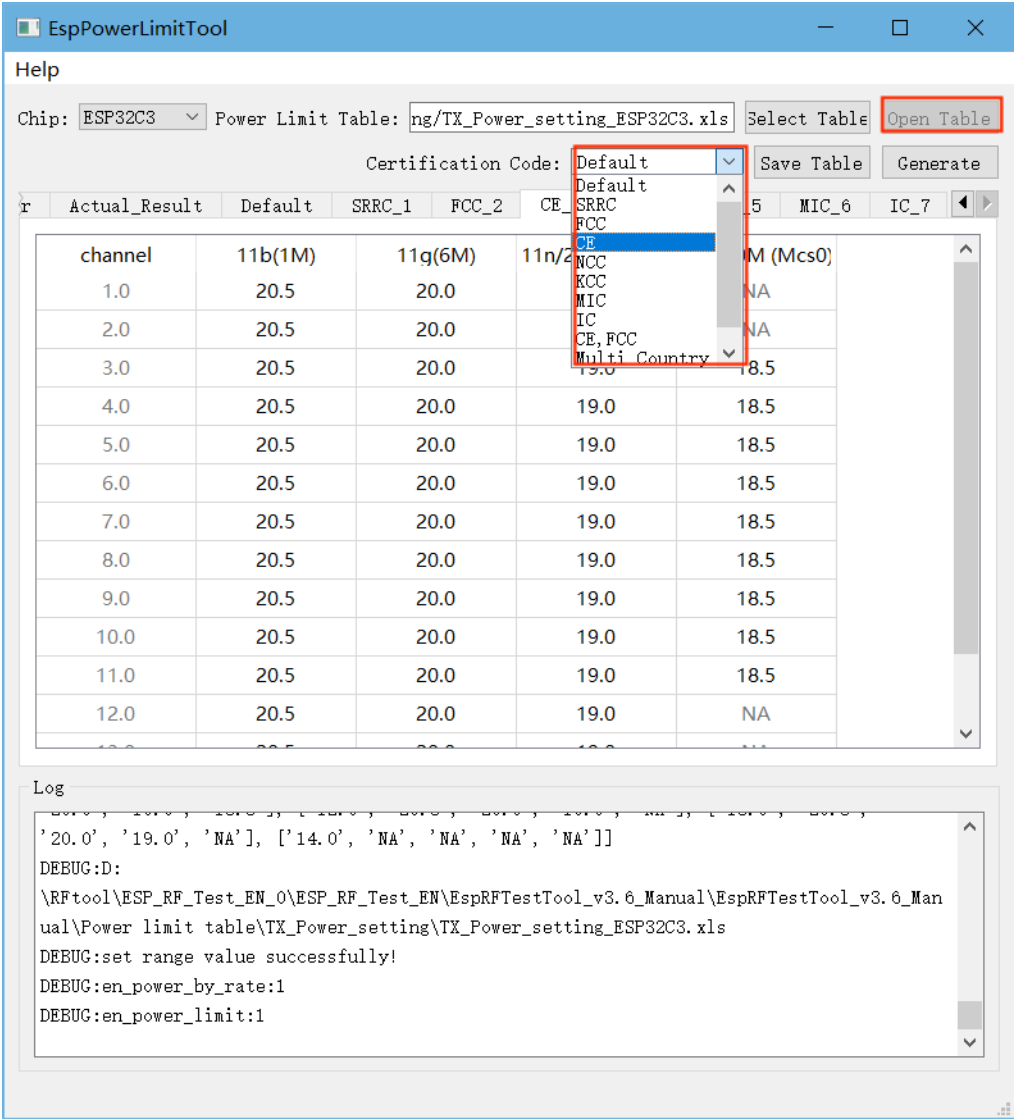 EspPowerLimitTool
Help
Chip: ESP32C3 Power Limit Table: ng/TX_Power_setting_ESP32C3.xls Select Table Open Table
Certification Code: Default Save Table Generate
Default
SRRC
FCC
CE
NCC
KCC
MIC
IC
CE,FCC
Multi Country
r Actual_Result Default SRRC_1 FCC_2 CE_ 5 MIC_6 IC_7
channel 11b(1M) 11g(6M) 11n/2 M (Mcs0)
1.0 20.5 20.0 NA
2.0 20.5 20.0 NA
3.0 20.5 20.0 19.0 18.5
4.0 20.5 20.0 19.0 18.5
5.0 20.5 20.0 19.0 18.5
6.0 20.5 20.0 19.0 18.5
7.0 20.5 20.0 19.0 18.5
8.0 20.5 20.0 19.0 18.5
9.0 20.5 20.0 19.0 18.5
10.0 20.5 20.0 19.0 18.5
11.0 20.5 20.0 19.0 18.5
12.0 20.5 20.0 19.0 NA
Log
'20.0', '19.0', 'NA'], ['14.0', 'NA', 'NA', 'NA', 'NA']]
DEBUG:D:
\RFtool\ESP_RF_Test_EN_0\ESP_RF_Test_EN\EspRFTestTool_v3.6_Manual\EspRFTestTool_v3.6_Man
ual\Power limit table\TX_Power_setting\TX_Power_setting_ESP32C3.xls
DEBUG:set range value successfully!
DEBUG:en_power_by_rate:1
DEBUG:en_power_limit:1